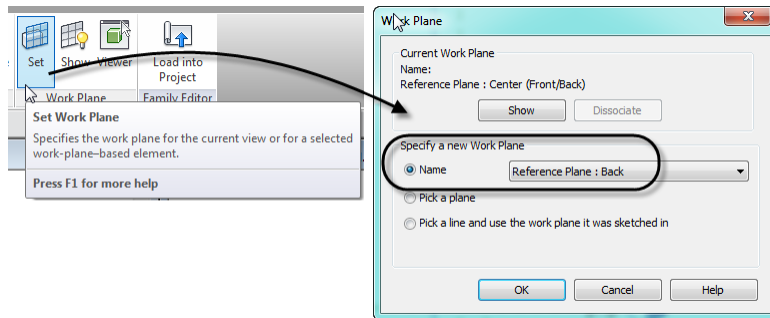 Set Show Viewer Load into
Project
Work Plane Family Editor
Set Work Plane
Specifies the work plane for the current view or for a selected
work-plane–based element.
Press F1 for more help
Work Plane
Current Work Plane
Name:
Reference Plane : Center (Front/Back)
Show Dissociate
Specify a new Work Plane
Name Reference Plane : Back
Pick a plane
Pick a line and use the work plane it was sketched in
OK Cancel Help